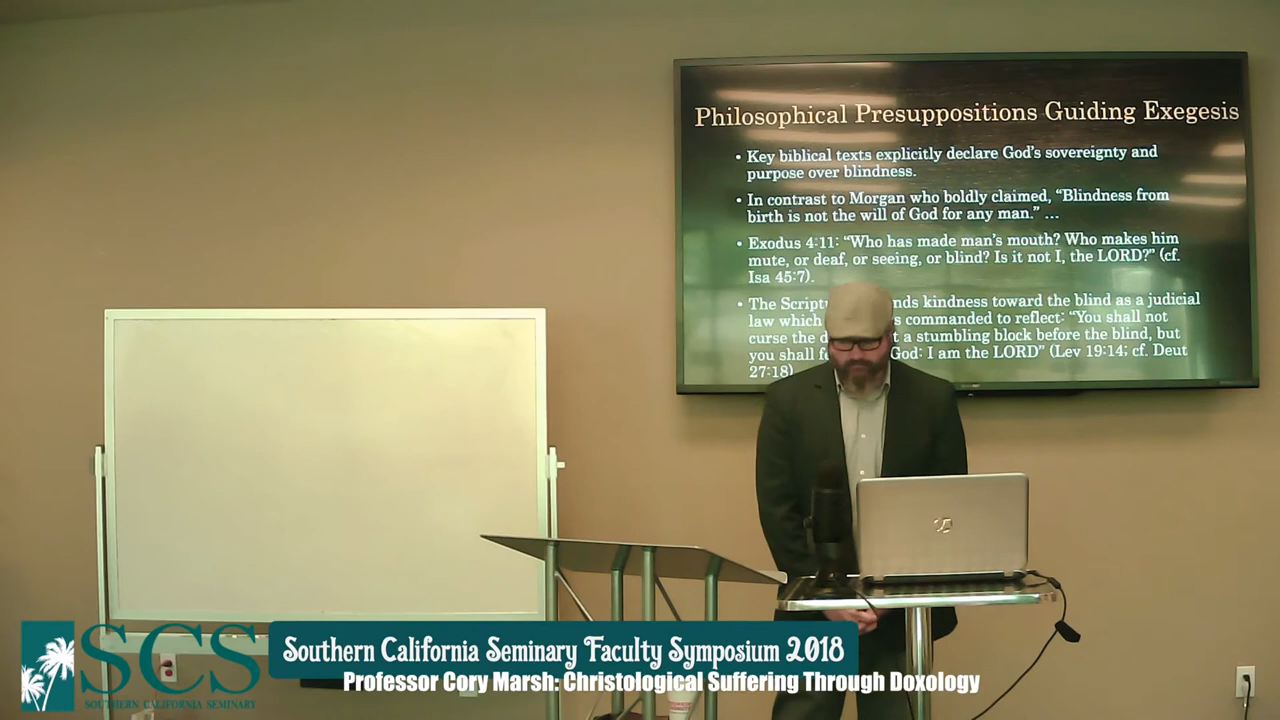 Philosophical Presuppositions Guiding Exegesis
• Key biblical texts explicitly declare God's sovereignty and
purpose over blindness.
• In contrast to Morgan who boldly claimed, "Blindness from
birth is not the will of God for any man." …
• Exodus 4:11: "Who has made man's mouth? Who makes him
mute, or deaf, or seeing, or blind? Is it not I, the LORD?" (cf.
Isa 45:7).
• The kindness toward the blind as a judicial
law which commanded to reflect: "You shall not
curse the a stumbling block before the blind, but
you shall God: I am the LORD" (Lev 19:14; cf. Deut
27:18)
SCS
SOUTHERN CALIFORNIA SEMINARY
Southern California Seminary Faculty Symposium 2018
Professor Cory Marsh: Christological Suffering Through Doxology